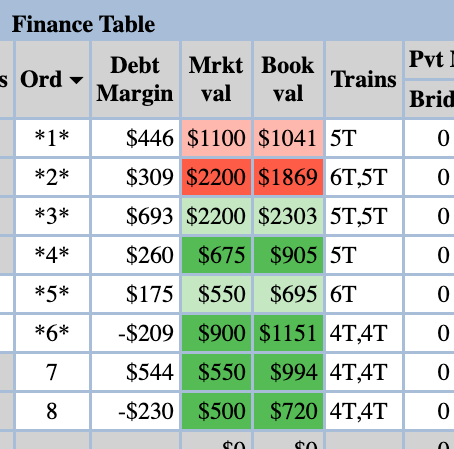 Finance Table
s Ord ▾ Debt Margin Mrkt val Book val Trains Pvt
Brid
*1* $446 $1100 $1041 5T 0
*2* $309 $2200 $1869 6T,5T 0
*3* $693 $2200 $2303 5T,5T 0
*4* $260 $675 $905 5T 0
*5* $175 $550 $695 6T 0
*6* -$209 $900 $1151 4T,4T 0
7 $544 $550 $994 4T,4T 0
8 -$230 $500 $720 4T,4T 0
$0 $0 0